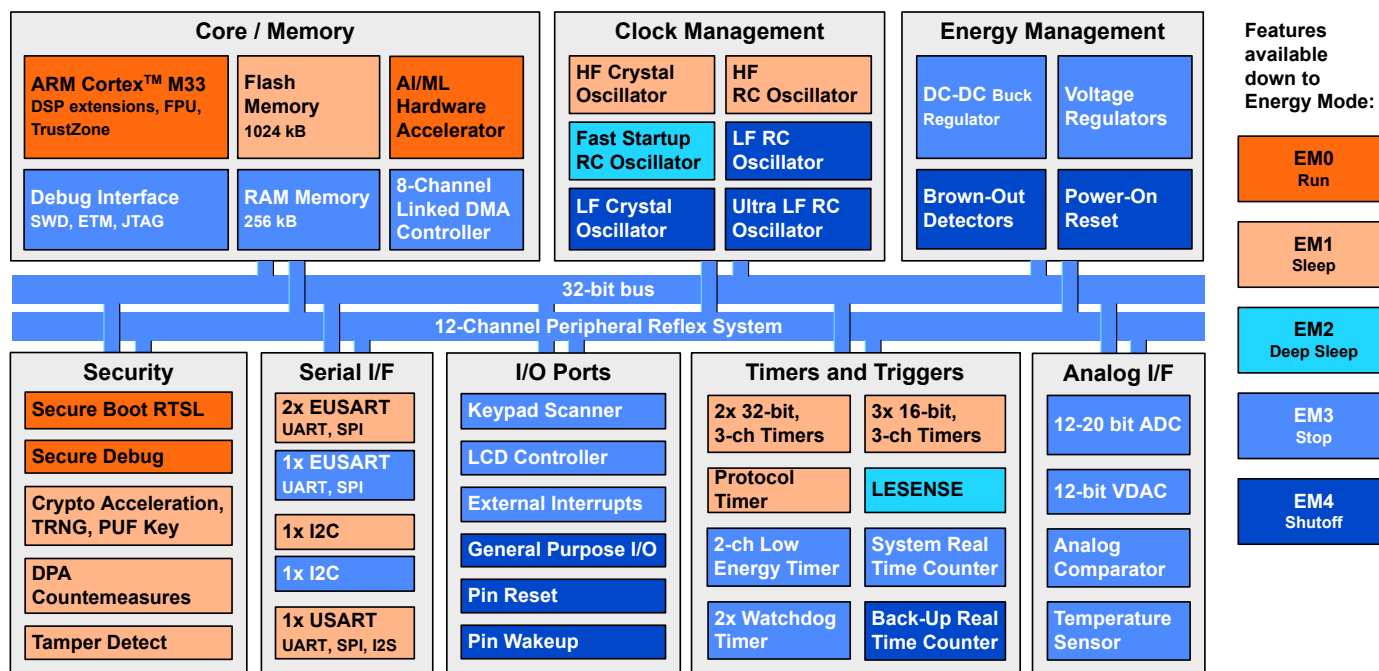 Core / Memory
ARM Cortex™ M33
DSP extensions, FPU,
TrustZone
Flash
Memory
1024 kB
AI/ML
Hardware
Accelerator
Debug Interface
SWD, ETM, JTAG
RAM Memory
256 kB
8-Channel
Linked DMA
Controller
Clock Management
HF Crystal
Oscillator
HF
RC Oscillator
Fast Startup
RC Oscillator
LF RC
Oscillator
LF Crystal
Oscillator
Ultra LF RC
Oscillator
Energy Management
DC-DC Buck
Regulator
Voltage
Regulators
Brown-Out
Detectors
Power-On
Reset
Features
available
down to
Energy Mode:
EM0
Run
EM1
Sleep
EM2
Deep Sleep
EM3
Stop
EM4
Shutoff
32-bit bus
12-Channel Peripheral Reflex System
Security
Secure Boot RTSL
Secure Debug
Crypto Acceleration,
TRNG, PUF Key
DPA
Countemeasures
Tamper Detect
Serial I/F
2x EUSART
UART, SPI
1x EUSART
UART, SPI
1x I2C
1x I2C
1x USART
UART, SPI, I2S
I/O Ports
Keypad Scanner
LCD Controller
External Interrupts
General Purpose I/O
Pin Reset
Pin Wakeup
Timers and Triggers
2x 32-bit,
3-ch Timers
3x 16-bit,
3-ch Timers
Protocol
Timer
LESENSE
2-ch Low
Energy Timer
System Real
Time Counter
2x Watchdog
Timer
Back-Up Real
Time Counter
Analog I/F
12-20 bit ADC
12-bit VDAC
Analog
Comparator
Temperature
Sensor